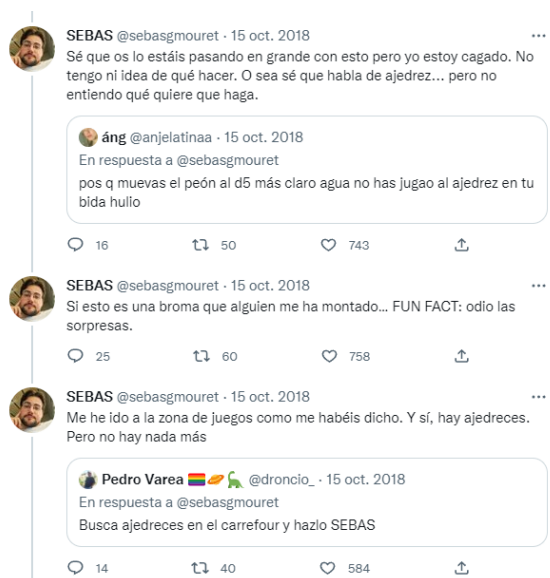 SEBAS @sebasgmouret · 15 oct. 2018
Sé que os lo estáis pasando en grande con esto pero yo estoy cagado. No
tengo ni idea de qué hacer. O sea sé que habla de ajedrez... pero no
entiendo qué quiere que haga.
áng @anjelatinaa · 15 oct. 2018
En respuesta a @sebasgmouret
pos q muevas el peón al d5 más claro agua no has jugao al ajedrez en tu
bida hulio
16 50 743
SEBAS @sebasgmouret · 15 oct. 2018
Si esto es una broma que alguien me ha montado... FUN FACT: odio las
sorpresas.
25 60 758
SEBAS @sebasgmouret · 15 oct. 2018
Me he ido a la zona de juegos como me habéis dicho. Y sí, hay ajedreces.
Pero no hay nada más
Pedro Varea 🏳️‍🌈🥖🦕 @droncio_ · 15 oct. 2018
En respuesta a @sebasgmouret
Busca ajedreces en el carrefour y hazlo SEBAS
14 40 584